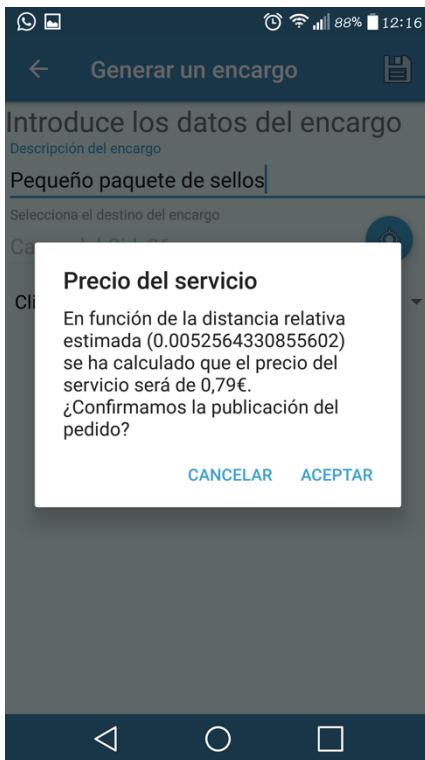 88% 12:16
Generar un encargo
Introduce los datos del encargo
Descripción del encargo
Pequeño paquete de sellos
Selecciona el destino del encargo
Precio del servicio
En función de la distancia relativa
estimada (0.0052564330855602)
se ha calculado que el precio del
servicio será de 0,79€.
¿Confirmamos la publicación del
pedido?
CANCELAR ACEPTAR